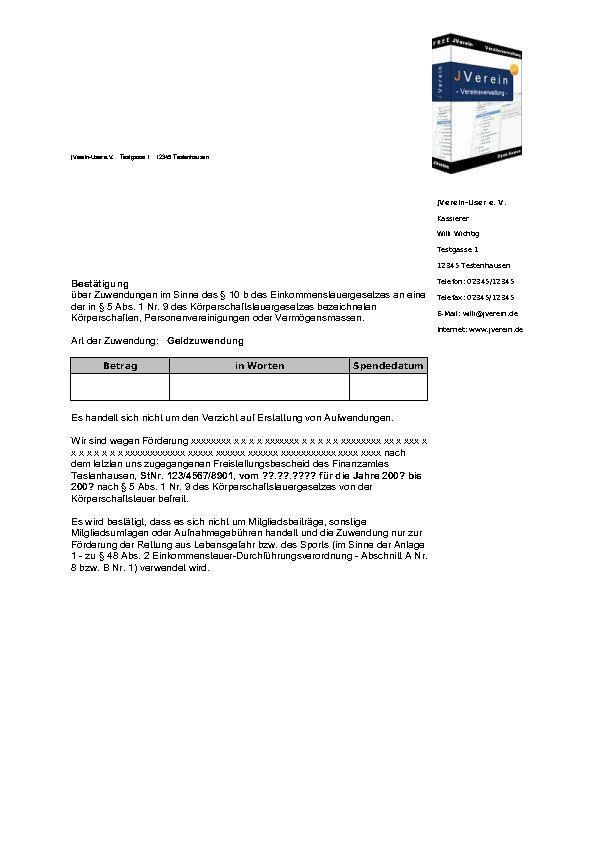 FREE JVerein
Vereinsverwaltung
JVerein
JVerein
- Vereinsverwaltung -
JVerein
Open Source
JVerein-User e.V. Testgasse 1 12345 Testenhausen
JVerein-User e. V.
Kassierer
Willi Wichtig
Testgasse 1
12345 Testenhausen
Telefon: 02345/12345
Telefax: 02345/12345
E-Mail: willi@jverein.de
Internet: www.jverein.de
Bestätigung
über Zuwendungen im Sinne des § 10 b des Einkommensteuergesetzes an eine
der in § 5 Abs. 1 Nr. 9 des Körperschaftsteuergesetzes bezeichneten
Körperschaften, Personenvereinigungen oder Vermögensmassen.
Art der Zuwendung: Geldzuwendung
Betrag in Worten Spendedatum
Es handelt sich nicht um den Verzicht auf Erstattung von Aufwendungen.
Wir sind wegen Förderung xxxxxxxx x x x x xxxxxxx x x x x x xxxxxxxx xx x xxx x
x x x x x x x xxxxxxxxxxxx xxxxx xxxxxx xxxxxx xxxxxxxxxxx xxxx xxxx nach
dem letzten uns zugegangenen Freistellungsbescheid des Finanzamtes
Testenhausen, StNr. 123/4567/8901, vom ??.??.???? für die Jahre 200? bis
200? nach § 5 Abs. 1 Nr. 9 des Körperschaftsteuergesetzes von der
Körperschaftsteuer befreit.
Es wird bestätigt, dass es sich nicht um Mitgliedsbeiträge, sonstige
Mitgliedsumlagen oder Aufnahmegebühren handelt und die Zuwendung nur zur
Förderung der Rettung aus Lebensgefahr bzw. des Sports (im Sinne der Anlage
1 - zu § 48 Abs. 2 Einkommensteuer-Durchführungsverordnung - Abschnitt A Nr.
8 bzw. B Nr. 1) verwendet wird.